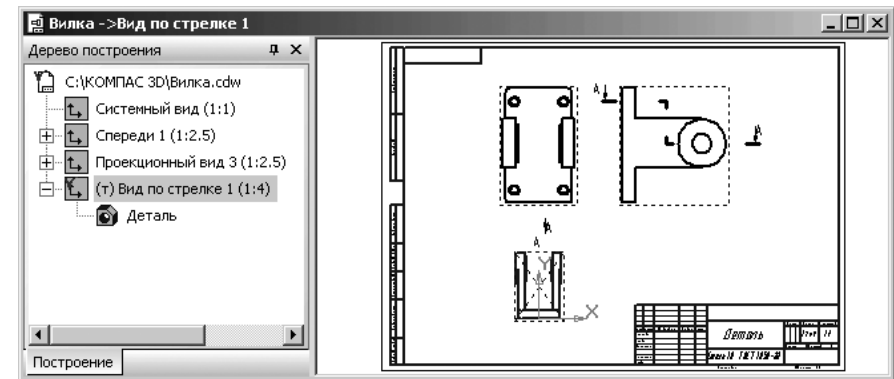 Вилка ->Вид по стрелке 1
Дерево построения
C:\КОМПАС 3D\Вилка.cdw
Системный вид (1:1)
Спереди 1 (1:2.5)
Проекционный вид 3 (1:2.5)
(т) Вид по стрелке 1 (1:4)
Деталь
Построение
А
А
А
А
Y
X
Деталь